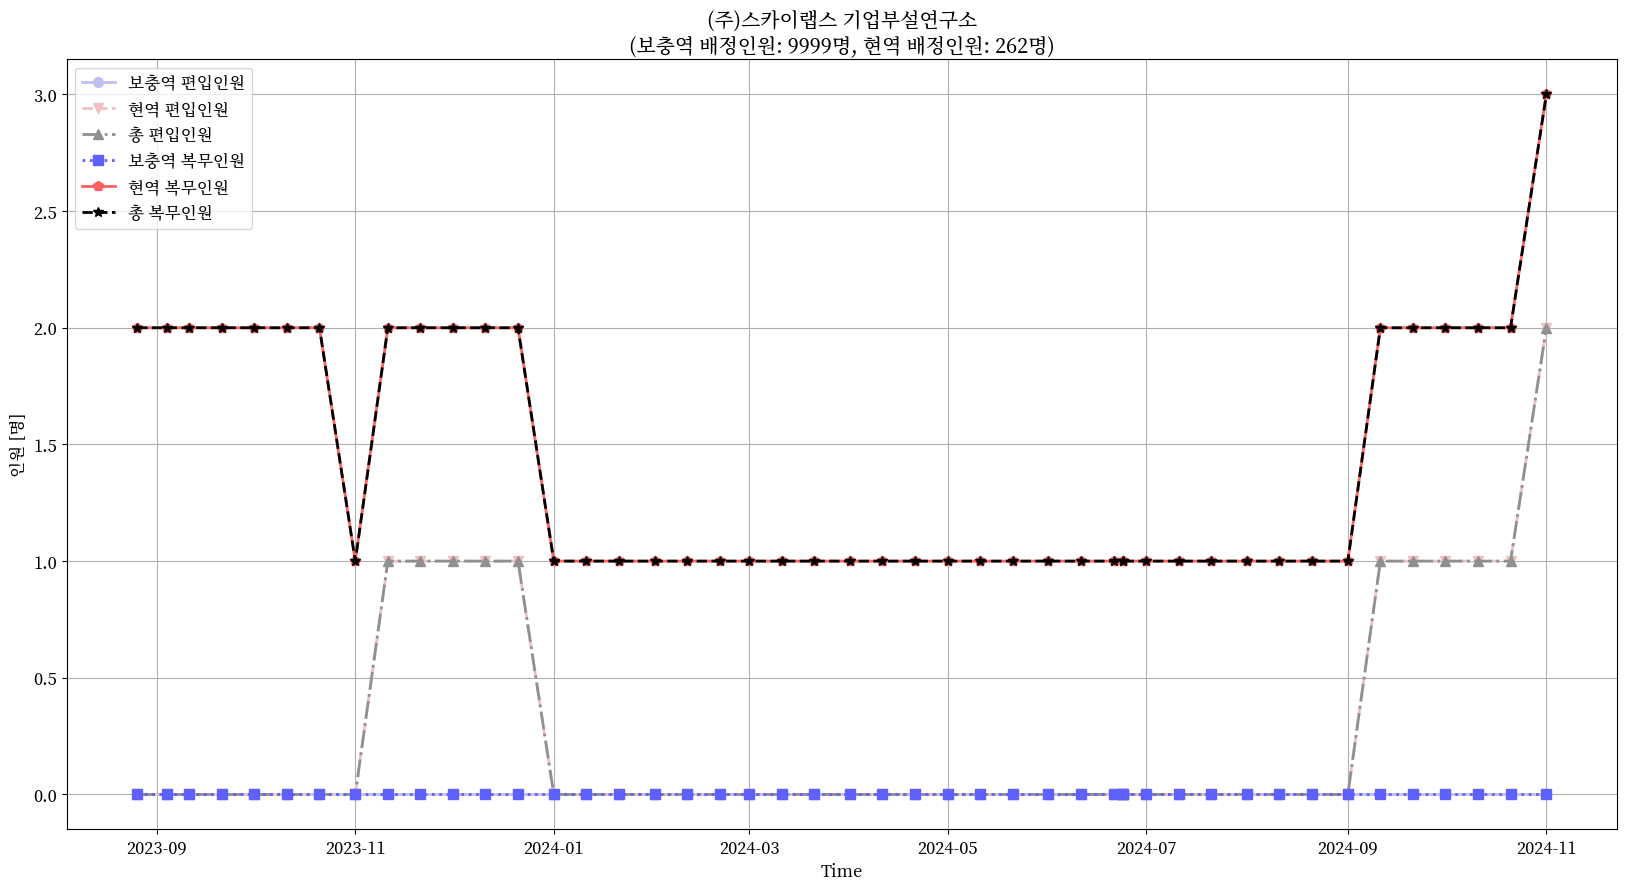 (주)스카이랩스 기업부설연구소
(보충역 배정인원: 9999명, 현역 배정인원: 262명)
보충역 편입인원
현역 편입인원
총 편입인원
보충역 복무인원
현역 복무인원
총 복무인원
3.0
2.5
2.0
1.5
1.0
0.5
0.0
인원 [명]
2023-09
2023-11
2024-01
2024-03
2024-05
2024-07
2024-09
2024-11
Time